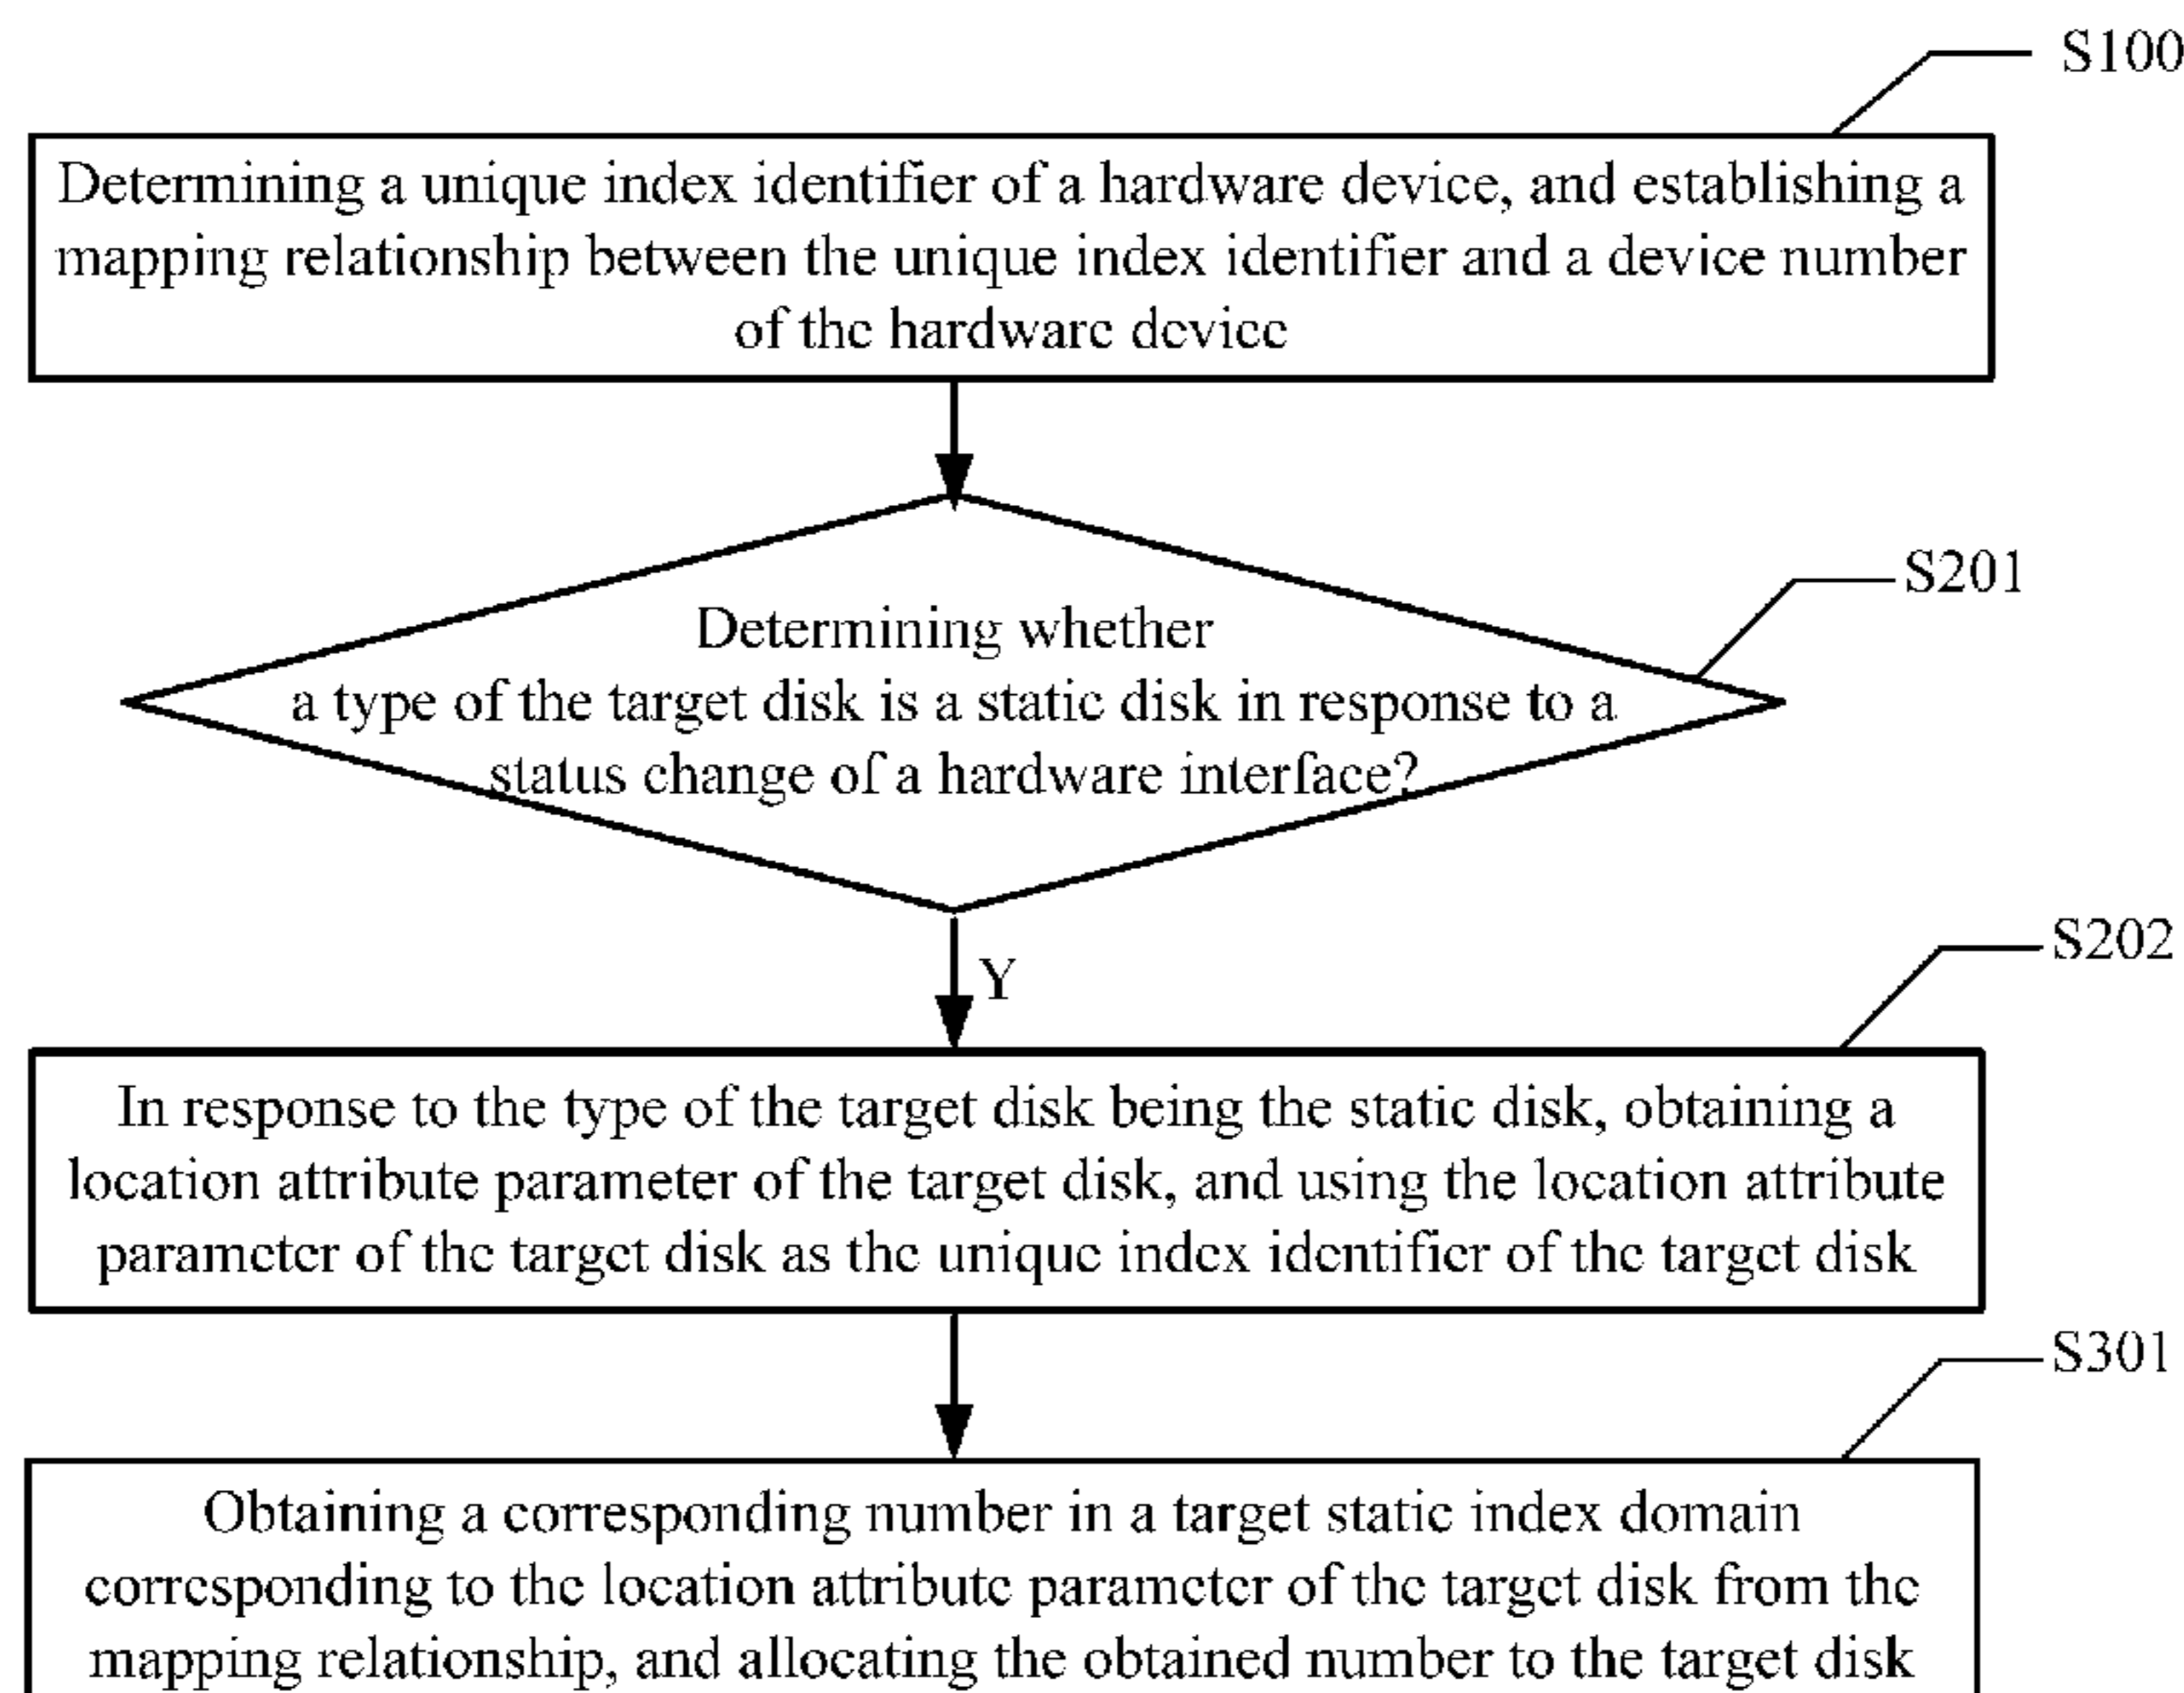 S100
Determining a unique index identifier of a hardware device, and establishing a
mapping relationship between the unique index identifier and a device number
of the hardware device
S201
Determining whether
a type of the target disk is a static disk in response to a
status change of a hardware interface?
Y
S202
In response to the type of the target disk being the static disk, obtaining a
location attribute parameter of the target disk, and using the location attribute
parameter of the target disk as the unique index identifier of the target disk
S301
Obtaining a corresponding number in a target static index domain
corresponding to the location attribute parameter of the target disk from the
mapping relationship, and allocating the obtained number to the target disk